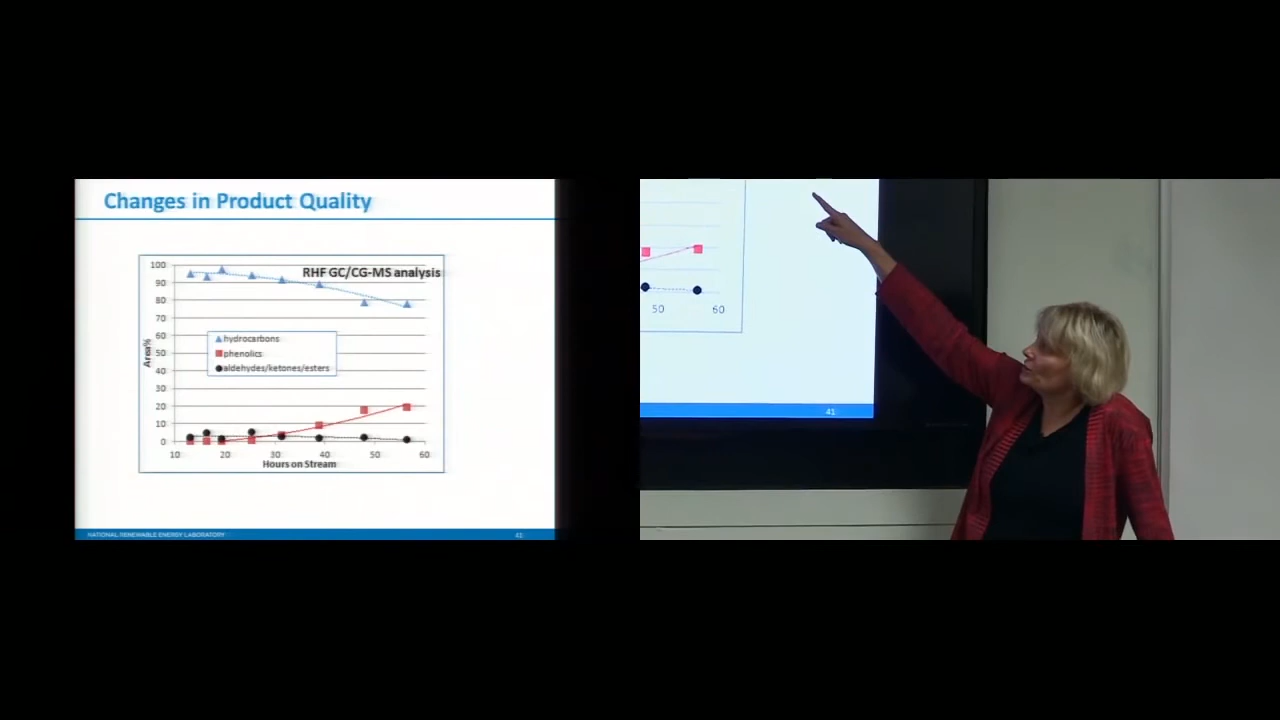 Changes in Product Quality
RHF GC/CG-MS analysis
100
90
80
70
60
50
40
30
20
10
0
Area%
hydrocarbons
phenolics
aldehydes/ketones/esters
10 20 30 40 50 60
Hours on Stream
NATIONAL RENEWABLE ENERGY LABORATORY
41
50 60
41